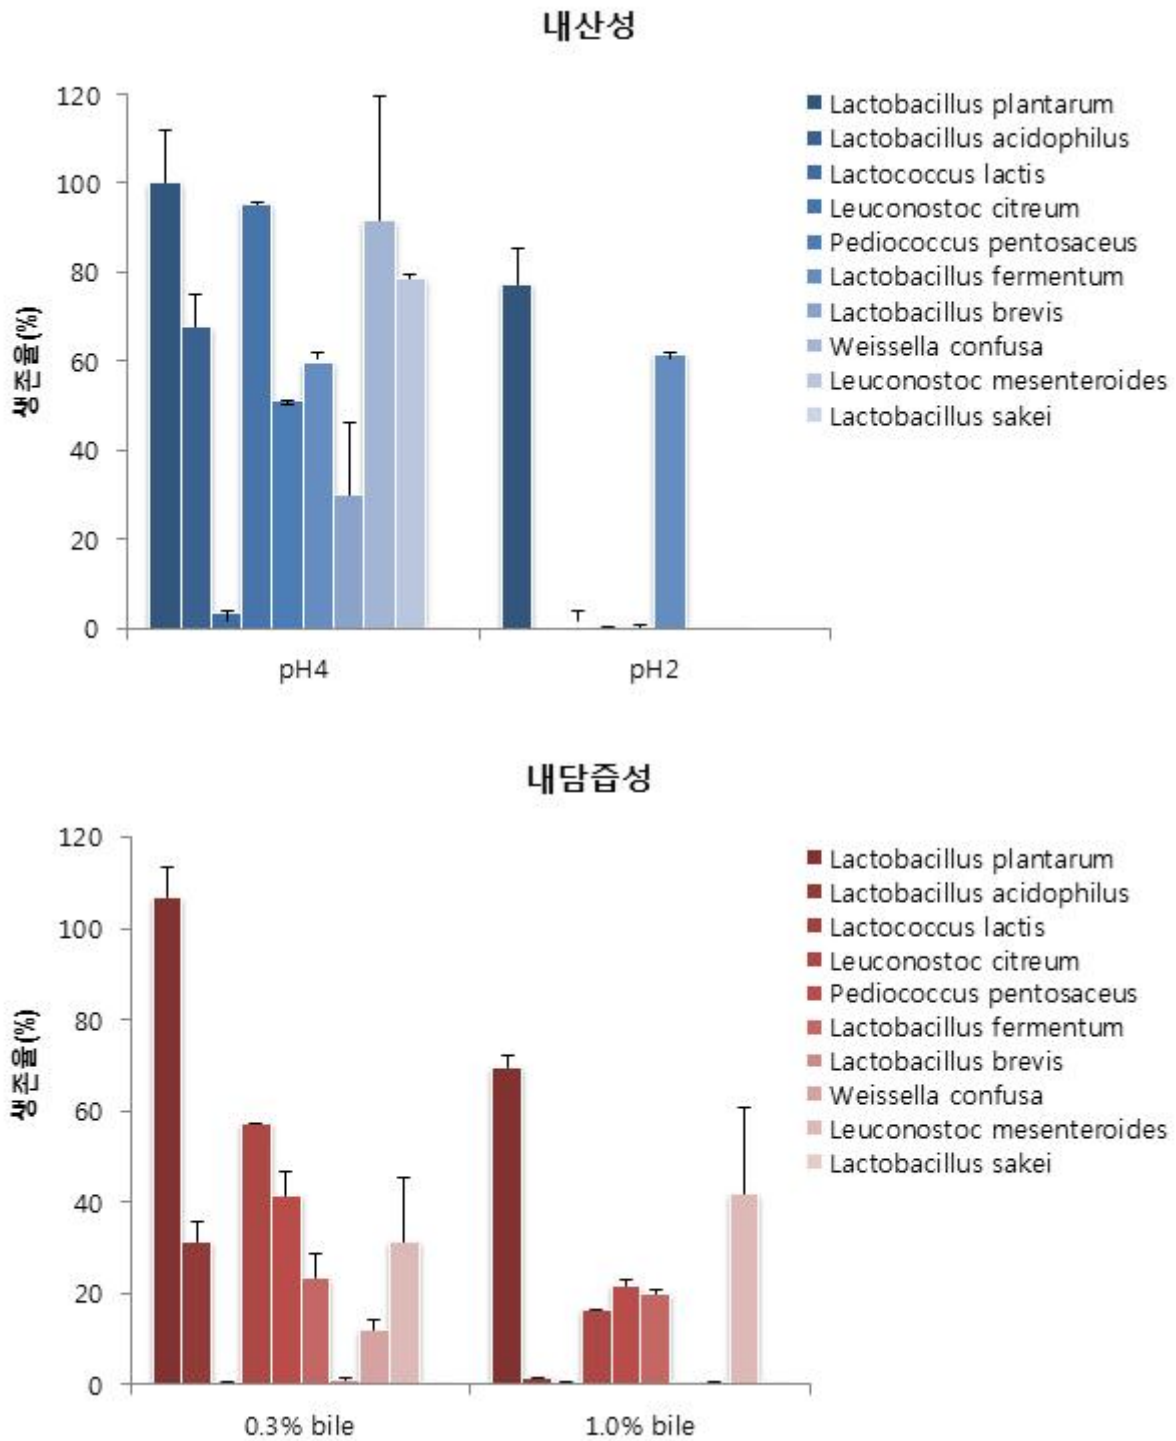 내산성
생존율(%)
120
100
80
60
40
20
0
pH4
pH2
Lactobacillus plantarum
Lactobacillus acidophilus
Lactococcus lactis
Leuconostoc citreum
Pediococcus pentosaceus
Lactobacillus fermentum
Lactobacillus brevis
Weissella confusa
Leuconostoc mesenteroides
Lactobacillus sakei
내담즙성
생존율(%)
120
100
80
60
40
20
0
0.3% bile
1.0% bile
Lactobacillus plantarum
Lactobacillus acidophilus
Lactococcus lactis
Leuconostoc citreum
Pediococcus pentosaceus
Lactobacillus fermentum
Lactobacillus brevis
Weissella confusa
Leuconostoc mesenteroides
Lactobacillus sakei